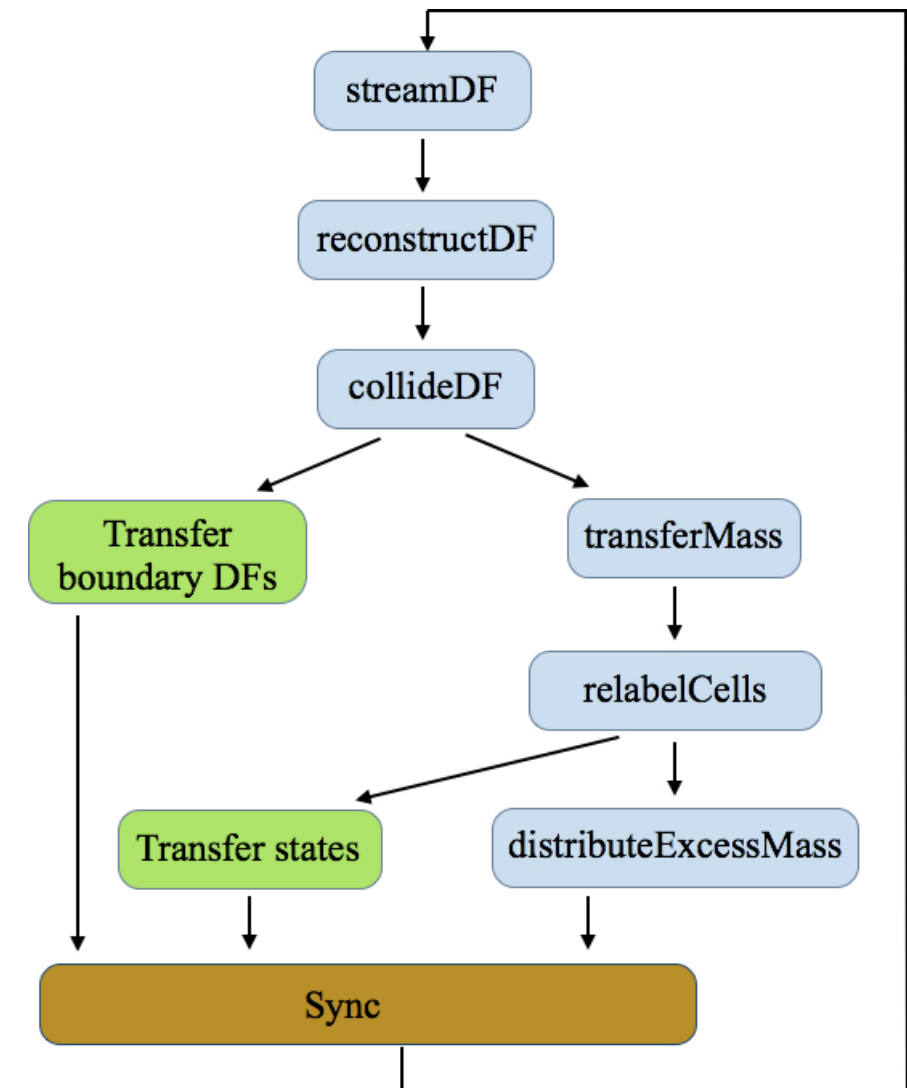 streamDF
reconstructDF
collideDF
Transfer
boundary DFs
transferMass
relabelCells
Transfer states
distributeExcessMass
Sync